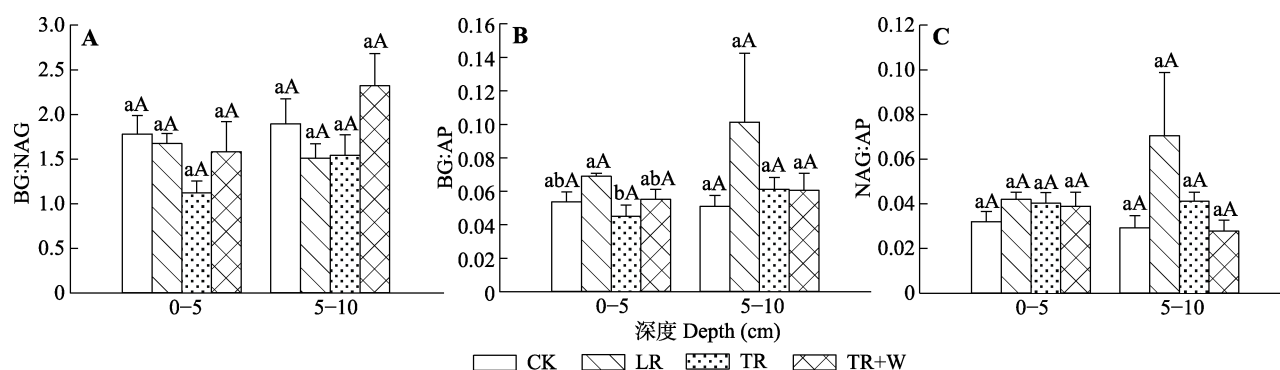 A
BG:NAG
3.0
2.5
2.0
1.5
1.0
0.5
0
aA
aA
aA
aA
aA
aA
aA
aA
0−5
5−10
B
BG:AP
0.16
0.14
0.12
0.10
0.08
0.06
0.04
0.02
0
abA
aA
bA
abA
aA
aA
aA
aA
0−5
5−10
C
NAG:AP
0.12
0.10
0.08
0.06
0.04
0.02
0
aA
aA
aA
aA
aA
aA
aA
aA
0−5
5−10
深度 Depth (cm)
CK LR TR TR+W